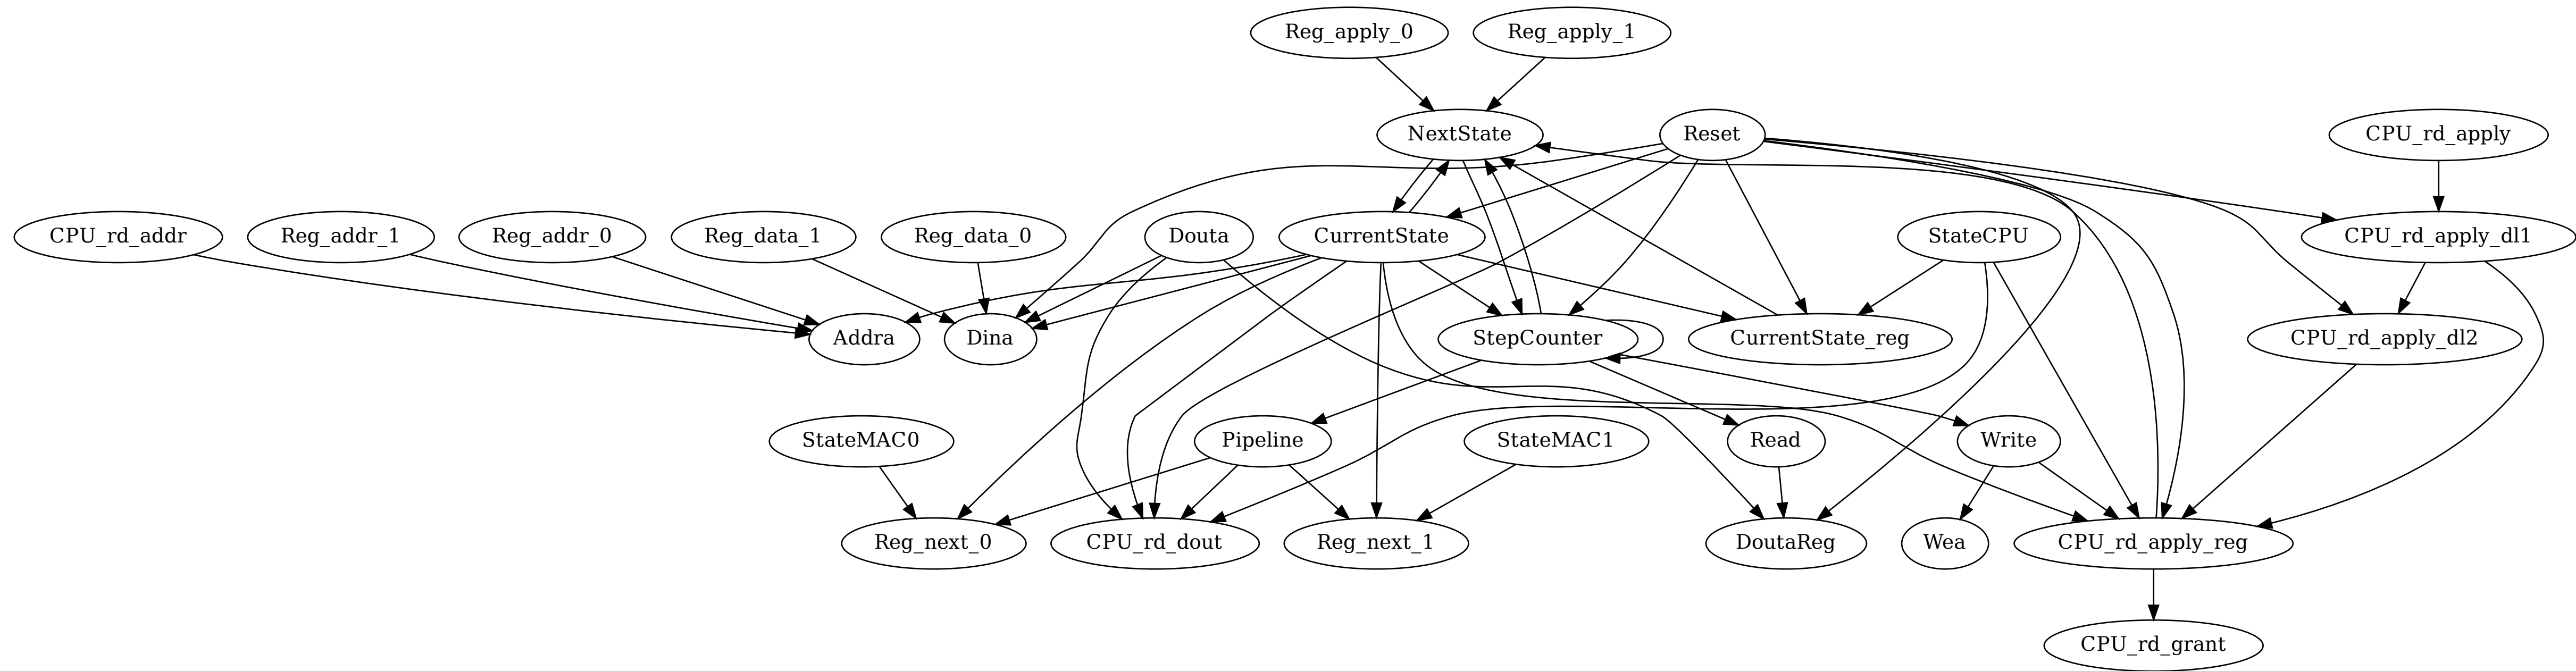 Reg_apply_0
Reg_apply_1
NextState
Reset
CPU_rd_apply
CPU_rd_addr
Reg_addr_1
Reg_addr_0
Reg_data_1
Reg_data_0
Douta
CurrentState
StateCPU
CPU_rd_apply_dl1
Addra
Dina
StepCounter
CurrentState_reg
CPU_rd_apply_dl2
StateMAC0
Pipeline
StateMAC1
Read
Write
Reg_next_0
CPU_rd_dout
Reg_next_1
DoutaReg
Wea
CPU_rd_apply_reg
CPU_rd_grant